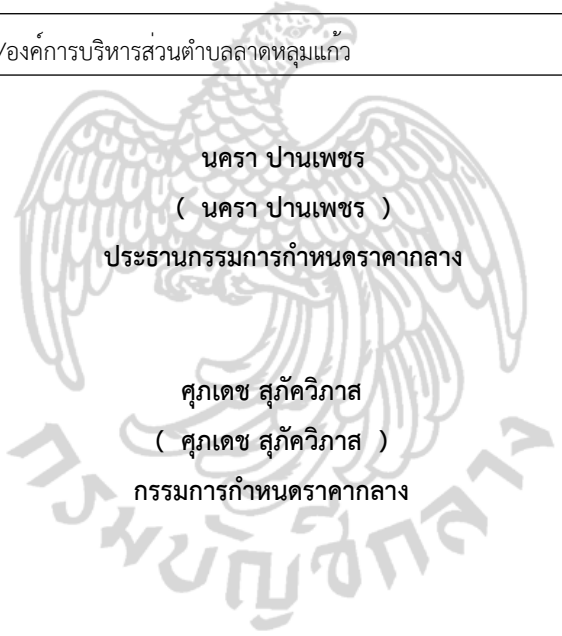 /องค์การบริหารส่วนตำบลลาดหลุมแก้ว
นครา ปานเพชร
( นครา ปานเพชร )
ประธานกรรมการกำหนดราคากลาง
ศุภเดช สุภัควิภาส
( ศุภเดช สุภัควิภาส )
กรรมการกำหนดราคากลาง
กรมบัญชีกลาง